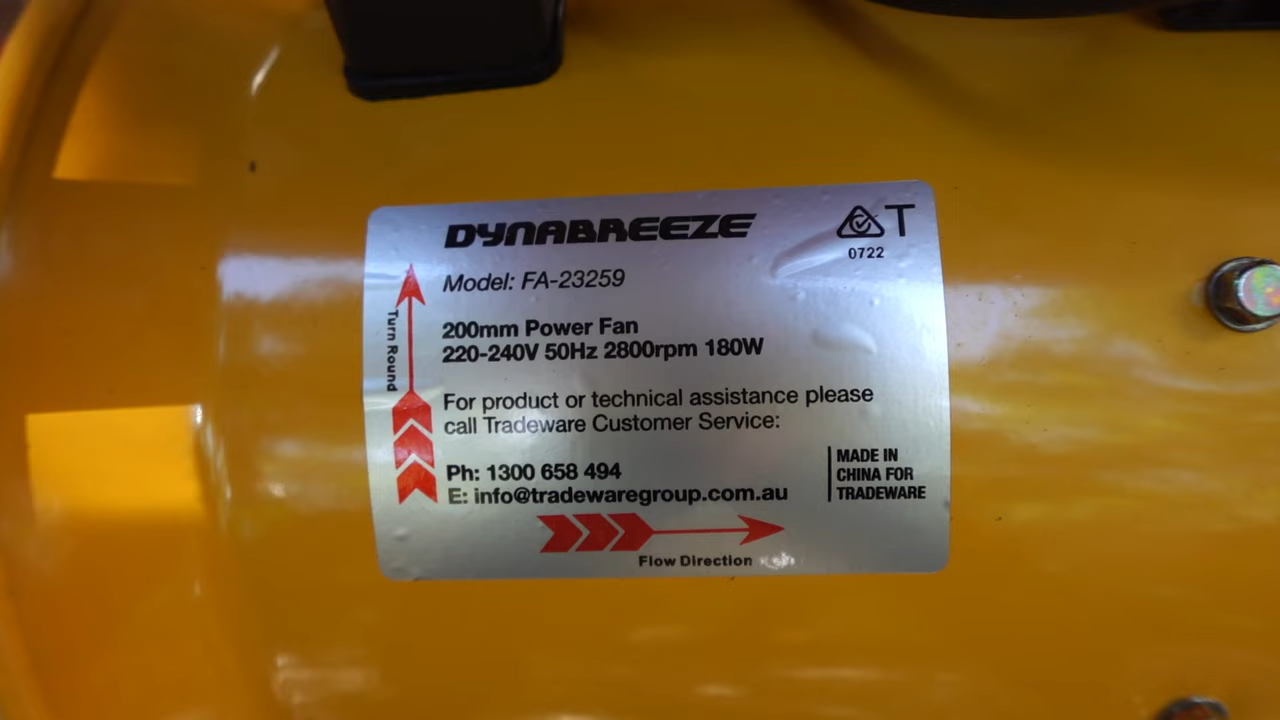 DYNABREEZE
T
0722
Model: FA-23259
Turn Round
200mm Power Fan
220-240V 50Hz 2800rpm 180W
For product or technical assistance please
call Tradeware Customer Service:
Ph: 1300 658 494
E: info@tradewaregroup.com.au
MADE IN
CHINA FOR
TRADEWARE
Flow Direction